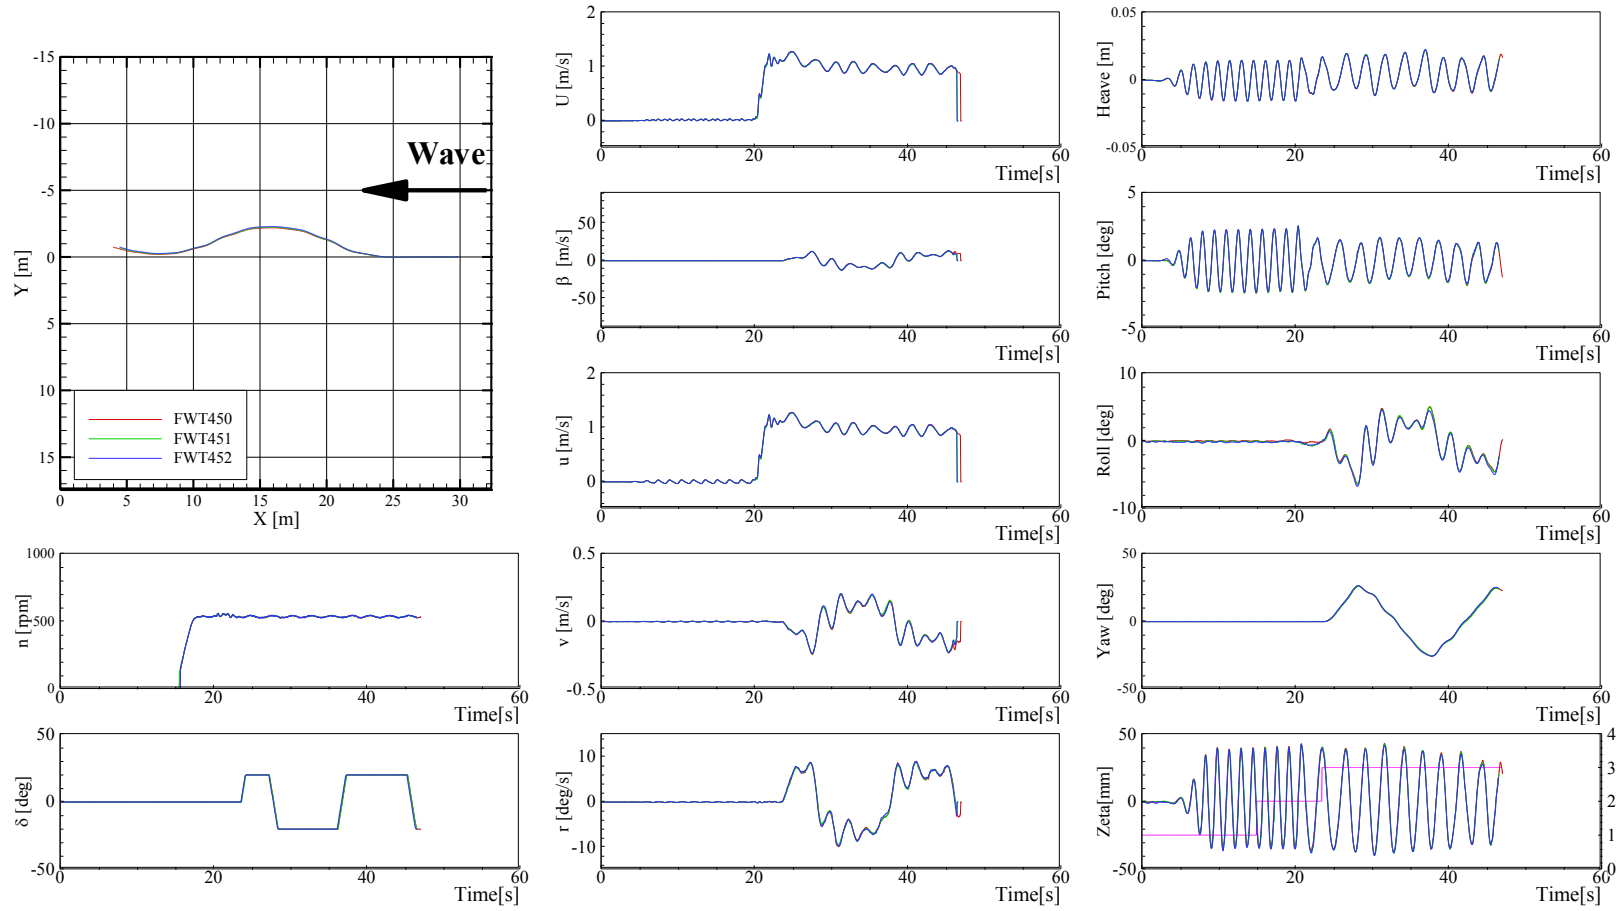 -15
-10
-5
0
5
10
15
Y [m]
Wave
FWT450
FWT451
FWT452
0 5 10 15 20 25 30
X [m]
1000
500
0
n [rpm]
0 20 40 60
Time[s]
50
0
-50
δ [deg]
0 20 40 60
Time[s]
2
1
0
U [m/s]
0 20 40 60
Time[s]
50
0
-50
β [m/s]
0 20 40 60
Time[s]
2
1
0
u [m/s]
0 20 40 60
Time[s]
0.5
0
-0.5
v [m/s]
0 20 40 60
Time[s]
10
0
-10
r [deg/s]
0 20 40 60
Time[s]
0.05
0
-0.05
Heave [m]
0 20 40 60
Time[s]
5
0
-5
Pitch [deg]
0 20 40 60
Time[s]
10
0
-10
Roll [deg]
0 20 40 60
Time[s]
50
0
-50
Yaw [deg]
0 20 40 60
Time[s]
50
0
-50
Zeta[mm]
4
3
2
1
0
0 20 40 60
Time[s]